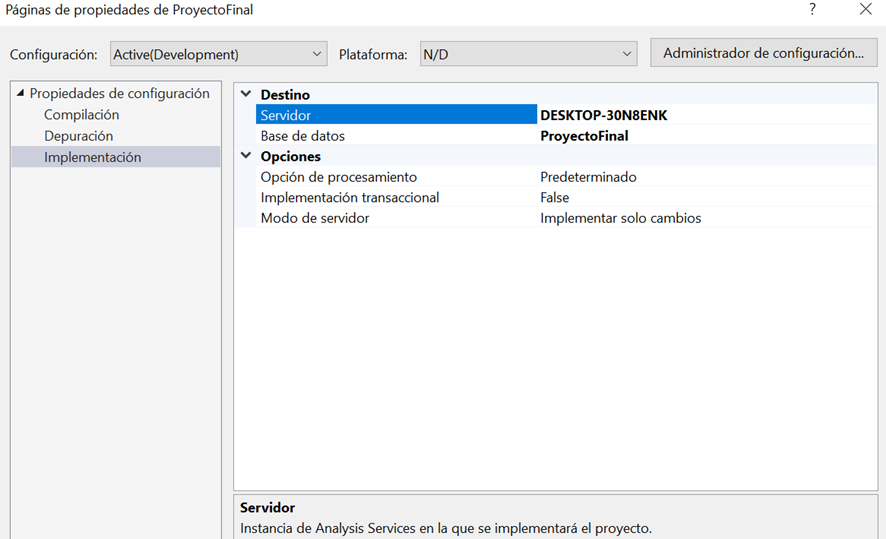 Páginas de propiedades de ProyectoFinal ? X
Configuración: Active(Development) Plataforma: N/D Administrador de configuración...
Propiedades de configuración
Compilación
Depuración
Implementación
Destino
Servidor DESKTOP-30N8ENK
Base de datos ProyectoFinal
Opciones
Opción de procesamiento Predeterminado
Implementación transaccional False
Modo de servidor Implementar solo cambios
Servidor
Instancia de Analysis Services en la que se implementará el proyecto.